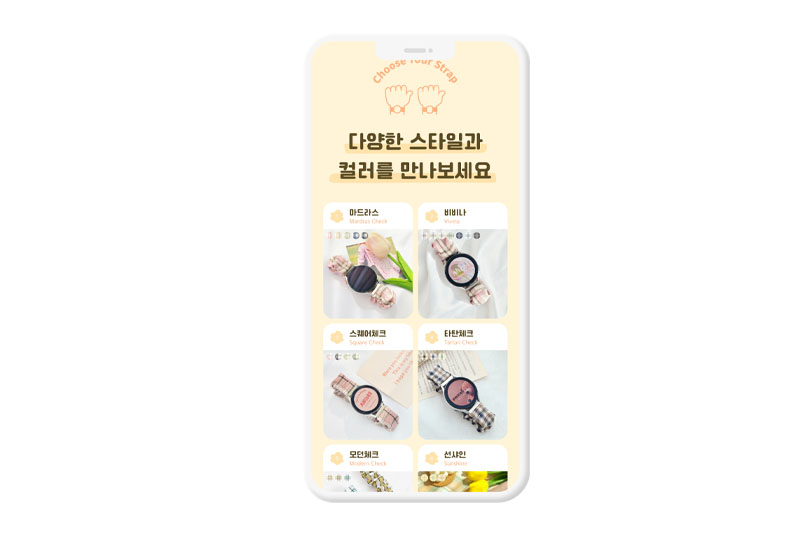 Choose Your Strap
다양한 스타일과
컬러를 만나보세요
마드라스
Madras Check
비비나
Vivina
스퀘어체크
Square Check
타탄체크
Tartan Check
모던체크
Modern Check
선샤인
Sunshine